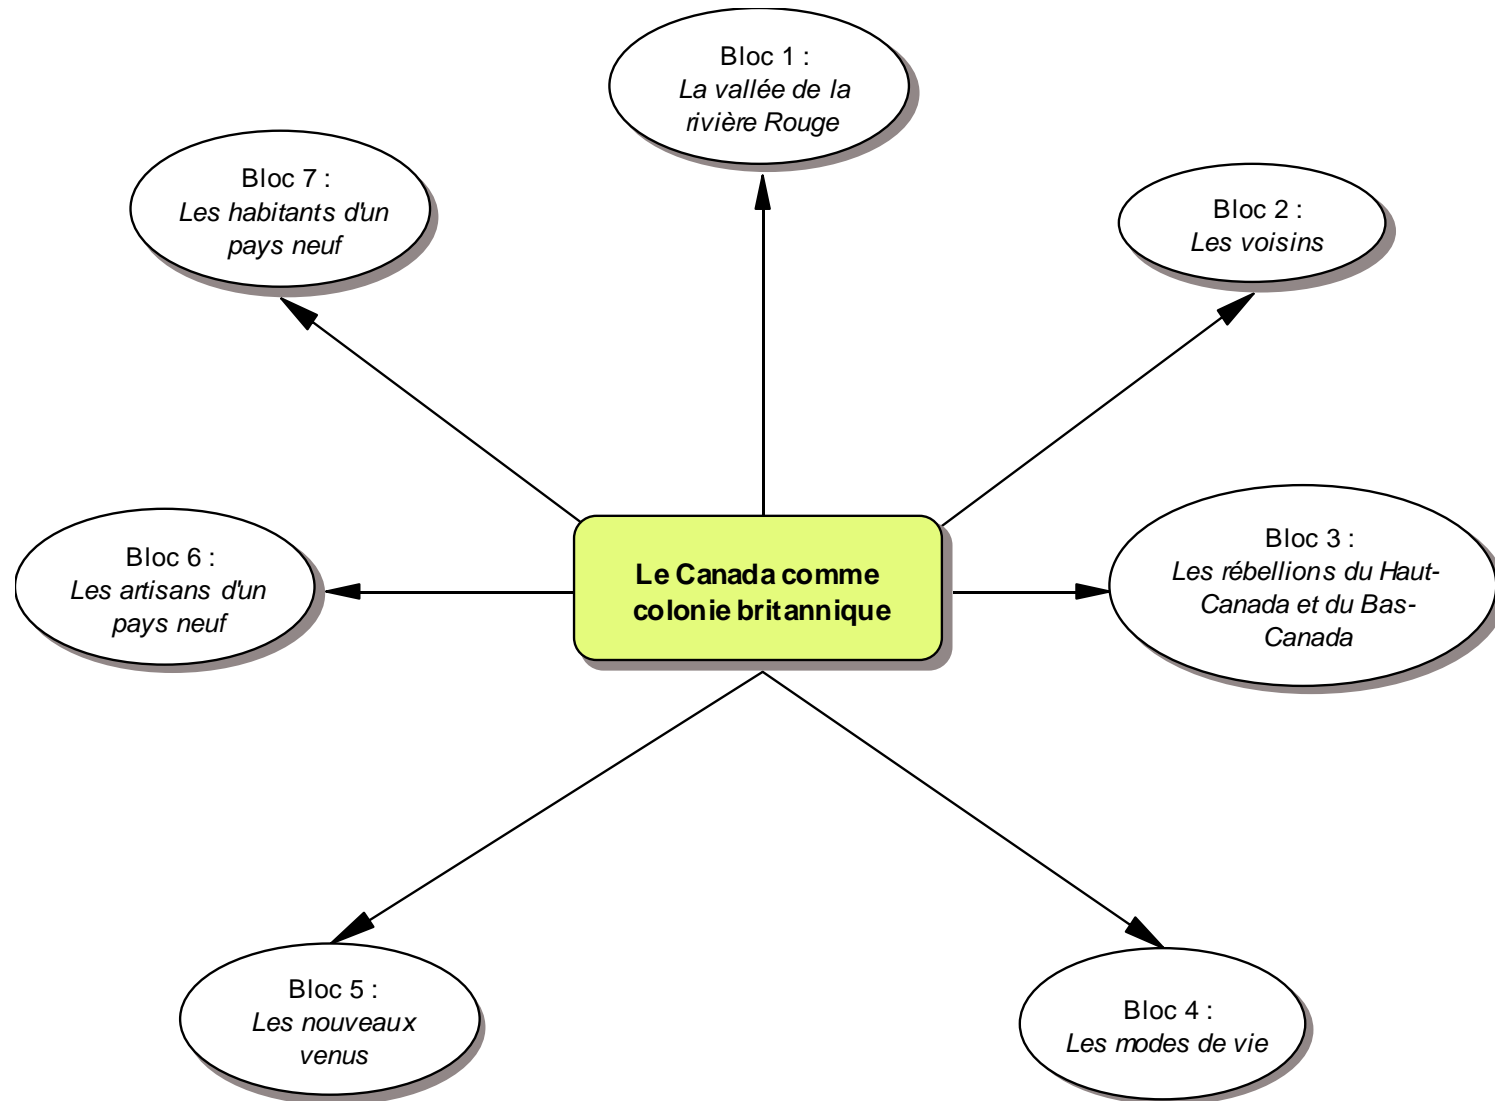 Bloc 1 :
La vallée de la
rivière Rouge
Bloc 7 :
Les habitants d'un
pays neuf
Bloc 2 :
Les voisins
Bloc 6 :
Les artisans d'un
pays neuf
Le Canada comme
colonie britannique
Bloc 3 :
Les rébellions du Haut-
Canada et du Bas-
Canada
Bloc 5 :
Les nouveaux
venus
Bloc 4 :
Les modes de vie